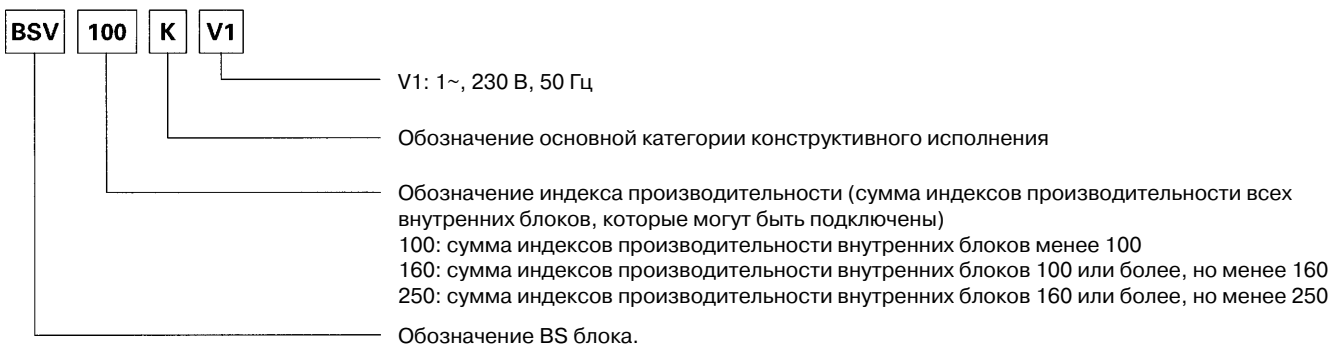 BSV 100 K V1
V1: 1~, 230 В, 50 Гц
Обозначение основной категории конструктивного исполнения
Обозначение индекса производительности (сумма индексов производительности всех
внутренних блоков, которые могут быть подключены)
100: сумма индексов производительности внутренних блоков менее 100
160: сумма индексов производительности внутренних блоков 100 или более, но менее 160
250: сумма индексов производительности внутренних блоков 160 или более, но менее 250
Обозначение BS блока.